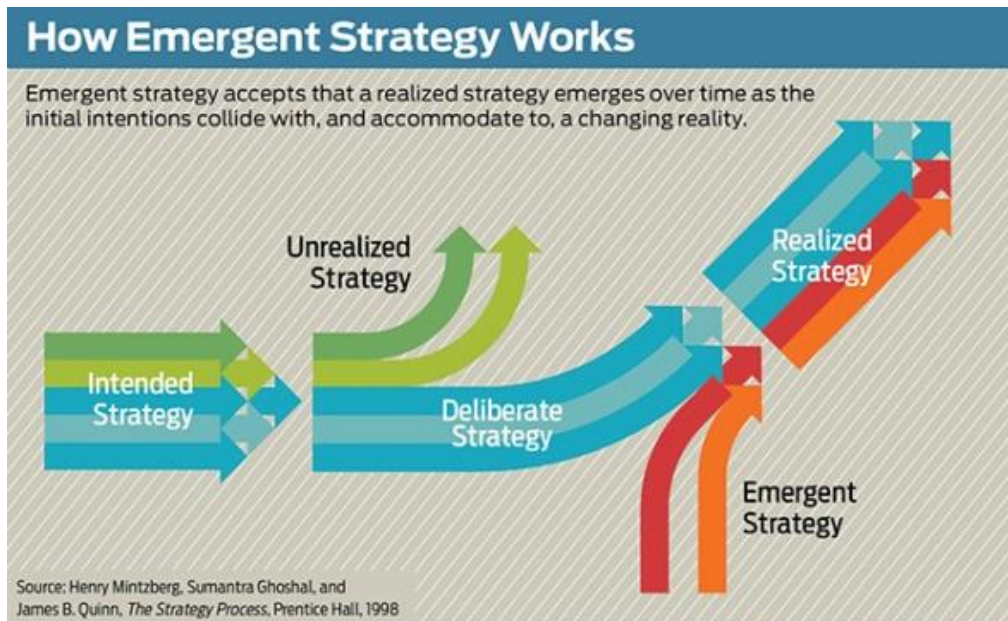 How Emergent Strategy Works
Emergent strategy accepts that a realized strategy emerges over time as the
initial intentions collide with, and accommodate to, a changing reality.
Unrealized
Strategy
Realized
Strategy
Intended
Strategy
Deliberate
Strategy
Emergent
Strategy
Source: Henry Mintzberg, Sumantra Ghoshal, and
James B. Quinn, The Strategy Process, Prentice Hall, 1998